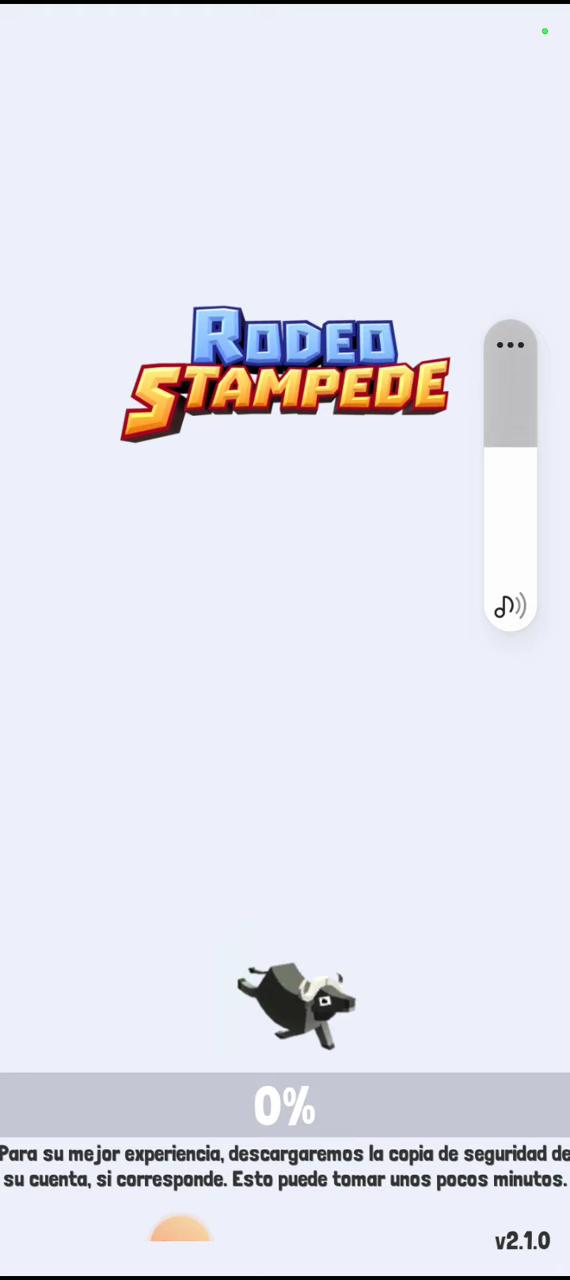 RODEO
STAMPEDE
0%
Para su mejor experiencia, descargaremos la copia de seguridad de
su cuenta, si corresponde. Esto puede tomar unos pocos minutos.
v2.1.0